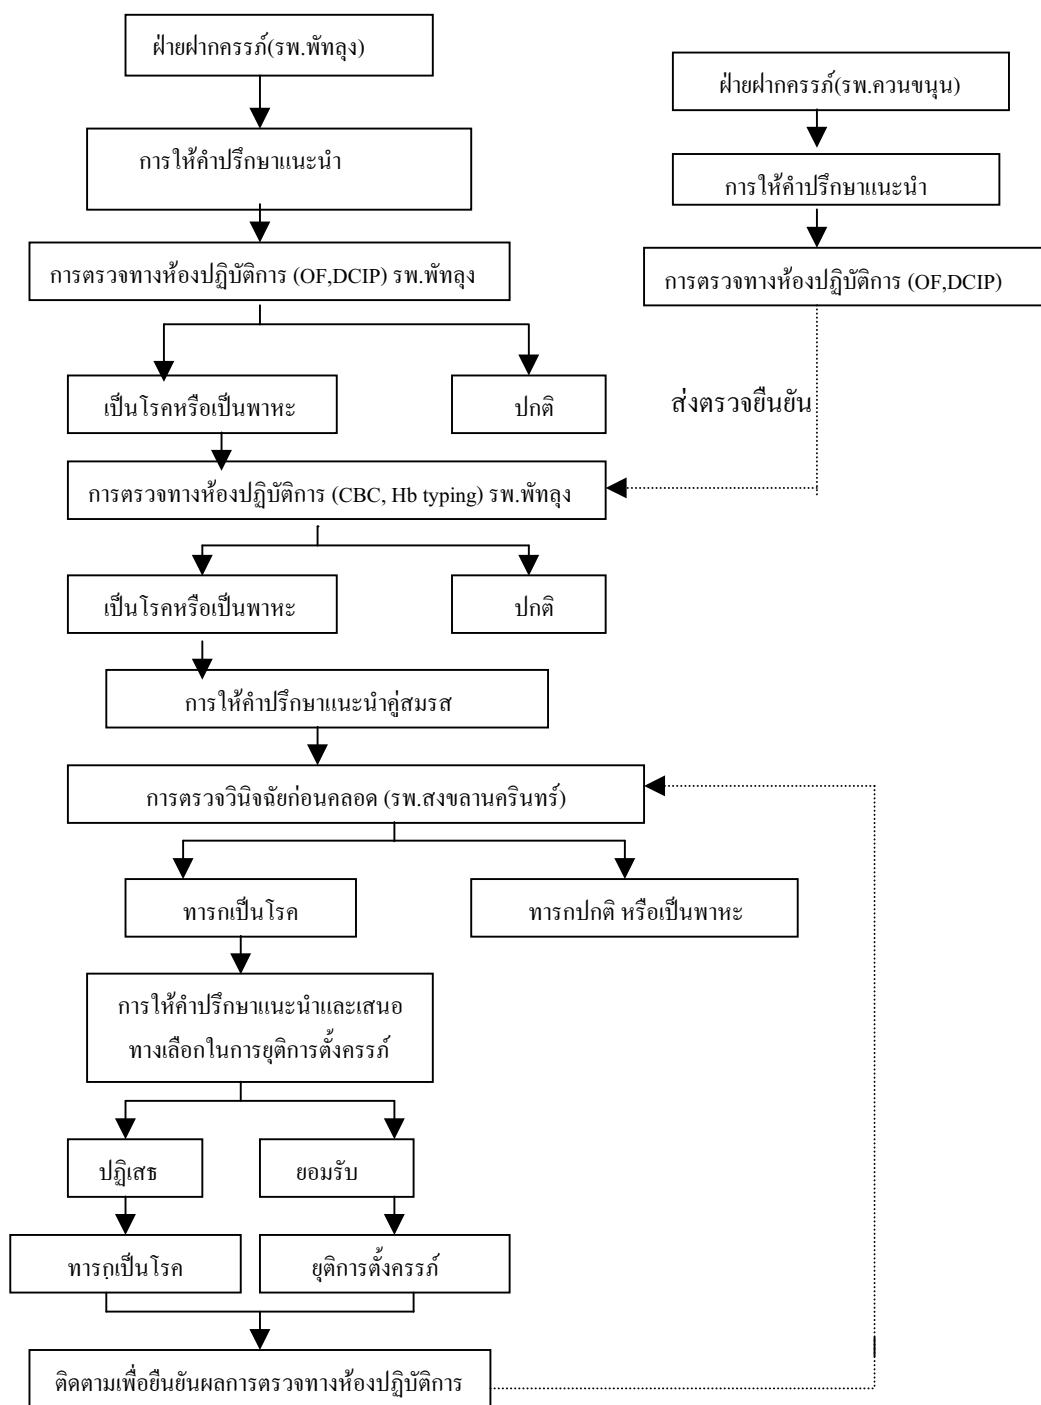 ฝ่ายฝากครรภ์(รพ.พัทลุง)
ฝ่ายฝากครรภ์(รพ.ควนขนุน)
การให้คำปรึกษาแนะนำ
การให้คำปรึกษาแนะนำ
การตรวจทางห้องปฏิบัติการ (OF,DCIP) รพ.พัทลุง
การตรวจทางห้องปฏิบัติการ (OF,DCIP)
เป็นโรคหรือเป็นพาหะ
ปกติ
ส่งตรวจยืนยัน
การตรวจทางห้องปฏิบัติการ (CBC, Hb typing) รพ.พัทลุง
เป็นโรคหรือเป็นพาหะ
ปกติ
การให้คำปรึกษาแนะนำคู่สมรส
การตรวจวินิจฉัยก่อนคลอด (รพ.สงขลานครินทร์)
ทารกเป็นโรค
ทารกปกติ หรือเป็นพาหะ
การให้คำปรึกษาแนะนำและเสนอ
ทางเลือกในการยุติการตั้งครรภ์
ปฏิเสธ
ยอมรับ
ทารกเป็นโรค
ยุติการตั้งครรภ์
ติดตามเพื่อยืนยันผลการตรวจทางห้องปฏิบัติการ